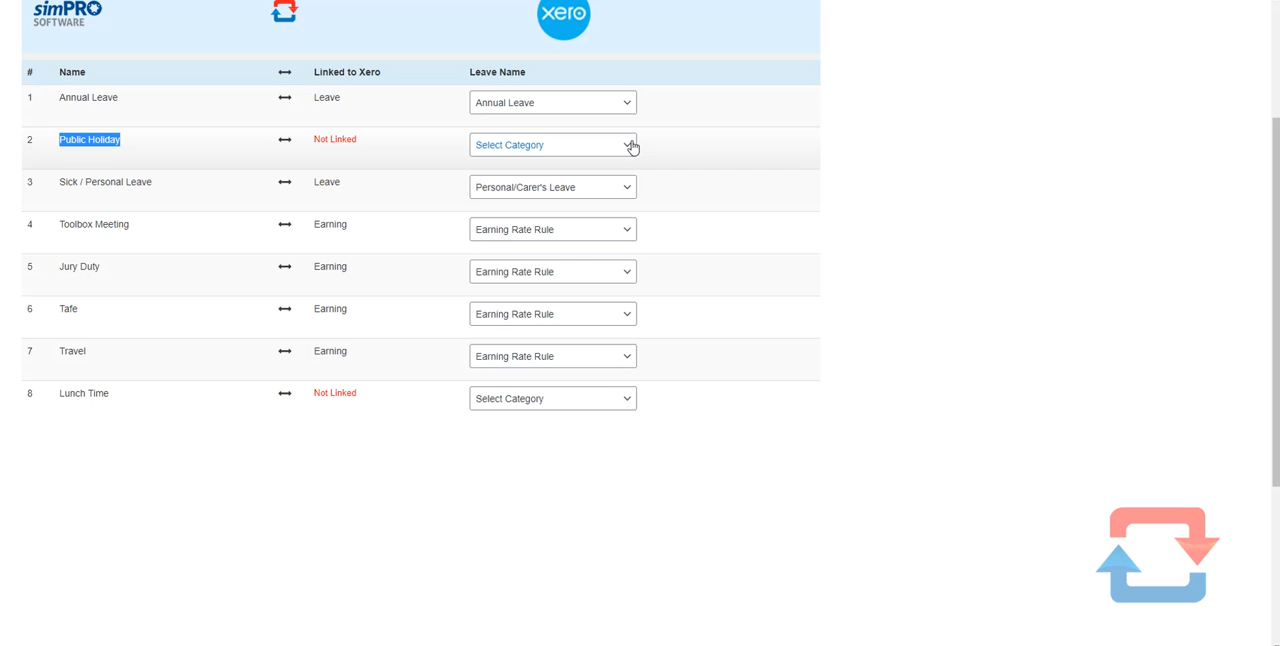 simPRO
SOFTWARE
xero
# Name Linked to Xero Leave Name
1 Annual Leave Leave Annual Leave
2 Public Holiday Not Linked Select Category
3 Sick / Personal Leave Leave Personal/Carer's Leave
4 Toolbox Meeting Earning Earning Rate Rule
5 Jury Duty Earning Earning Rate Rule
6 Tafe Earning Earning Rate Rule
7 Travel Earning Earning Rate Rule
8 Lunch Time Not Linked Select Category